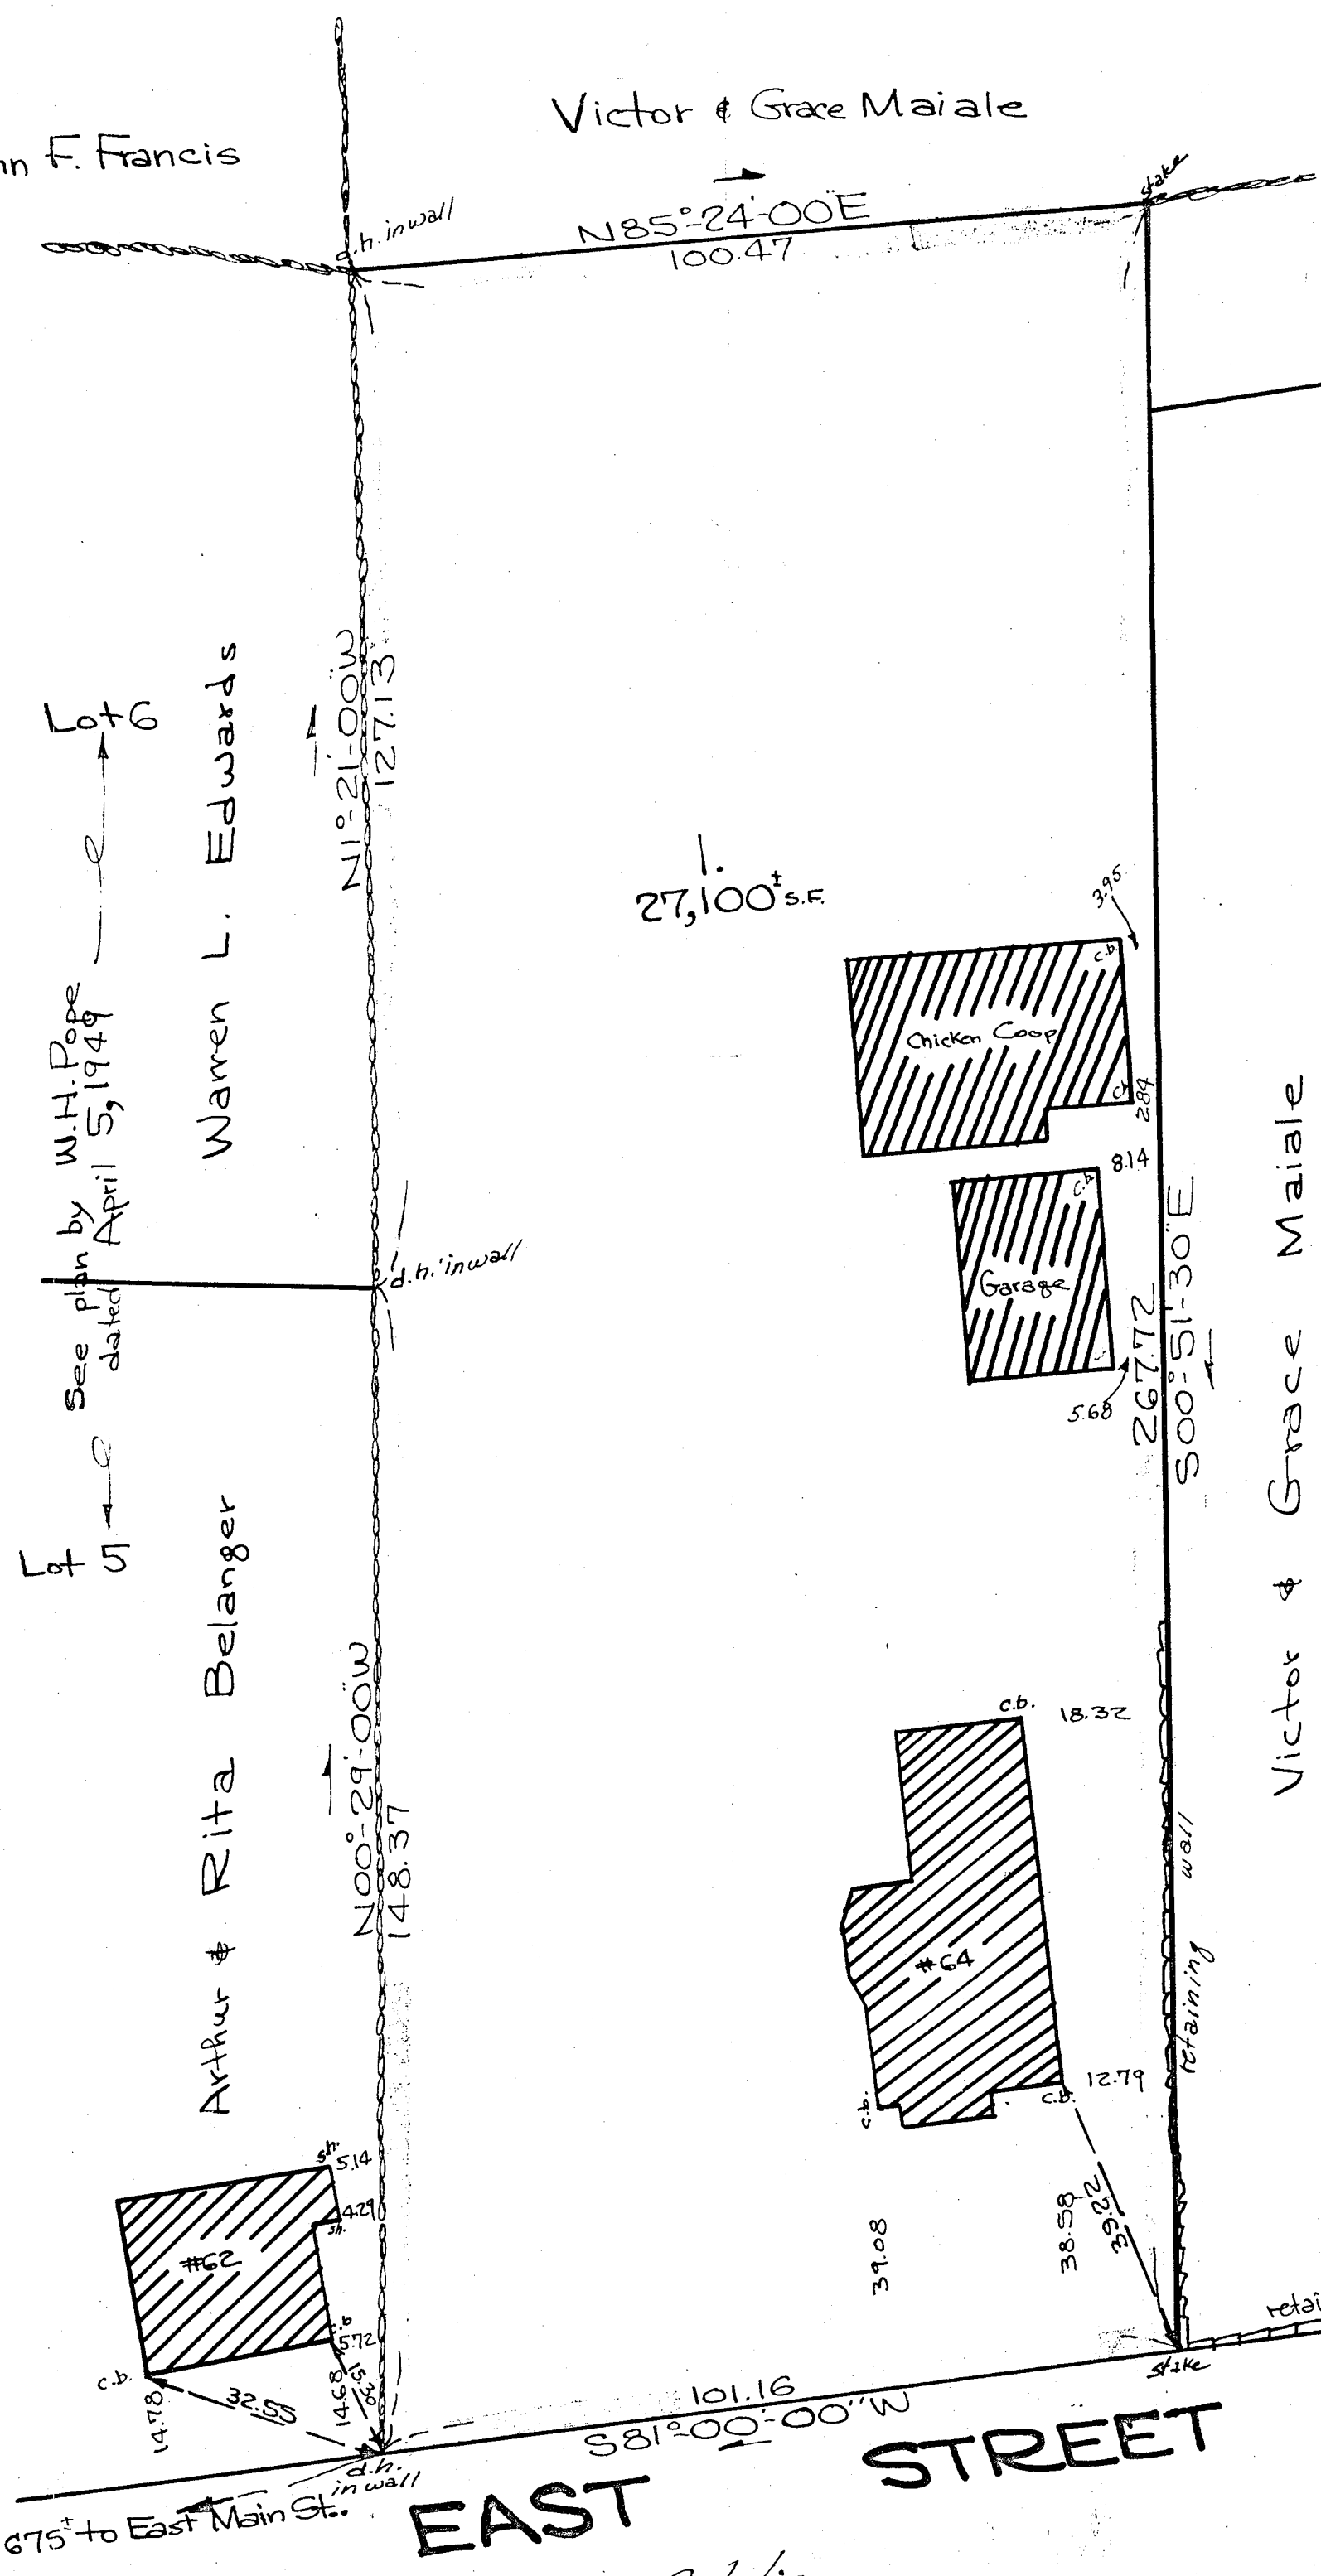 Victor & Grace Maiale
nn F. Francis
stake
d.h. in wall
N85°-24'-00"E
100.47
Lot 6
Warren L. Edwards
N1°-21'-00"W
127.13
1.
27,100± S.F.
3.95
c.b.
Chicken Coop
2.84
8.14
c.b.
Garage
5.68
267.72
S00°-51'-30"E
Victor & Grace Maiale
See plan by W.H. Pope
dated April 5, 1949
d.h. in wall
Lot 5
Arthur & Rita Belanger
N00°-29'-00"W
148.37
c.b.
18.32
#64
retaining wall
12.79
c.b.
c.b.
39.08
38.58
39.22
sh.
5.14
4.29
sh.
#62
c.b.
5.72
c.b.
14.78
32.55
14.68
retai
stake
101.16
S81°-00'-00"W
d.h.
in wall
EAST STREET
675± to East Main St.